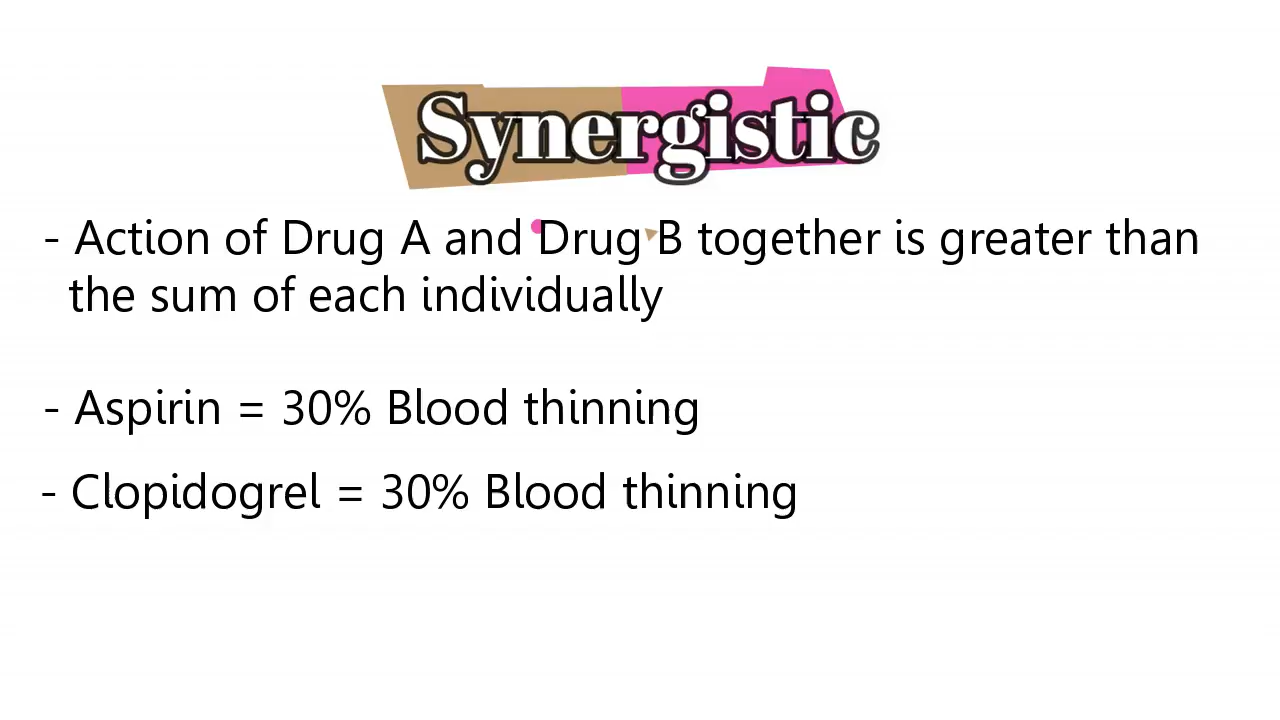 Synergistic
- Action of Drug A and Drug B together is greater than
the sum of each individually
- Aspirin = 30% Blood thinning
- Clopidogrel = 30% Blood thinning